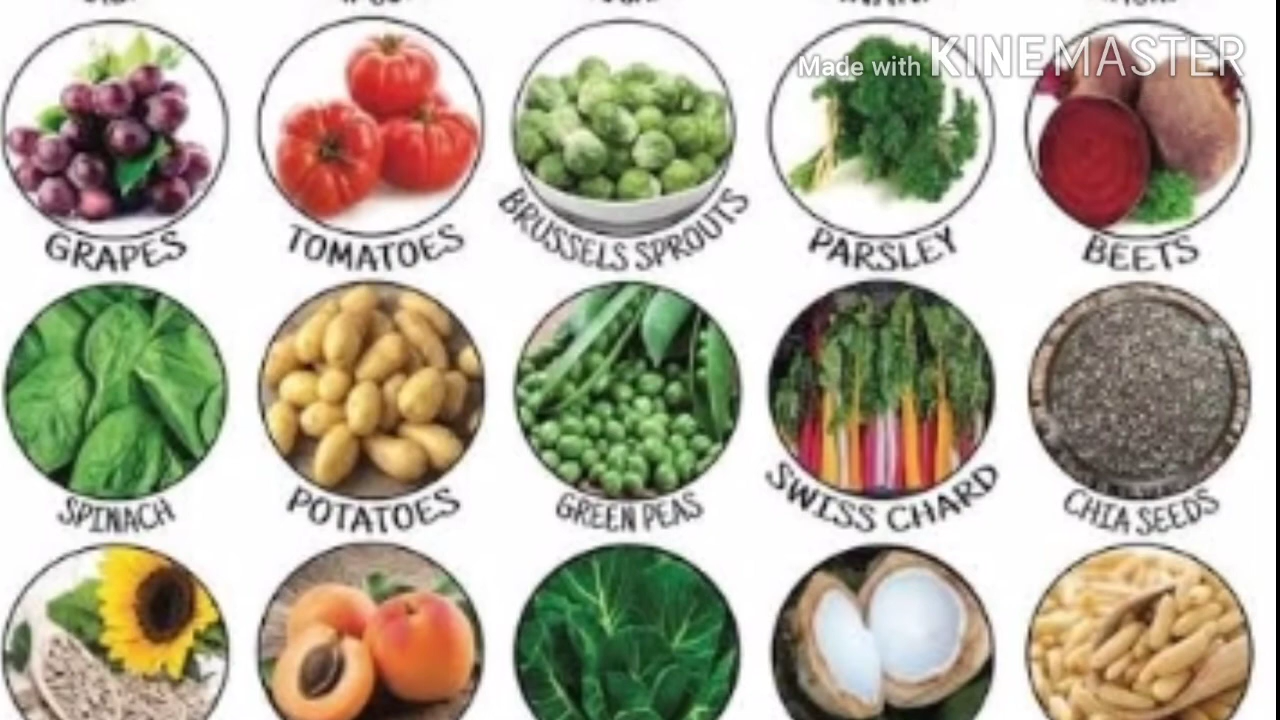 Made with KINEMASTER
GRAPES
TOMATOES
BRUSSELS SPROUTS
PARSLEY
BEETS
SPINACH
POTATOES
GREEN PEAS
SWISS CHARD
CHIA SEEDS